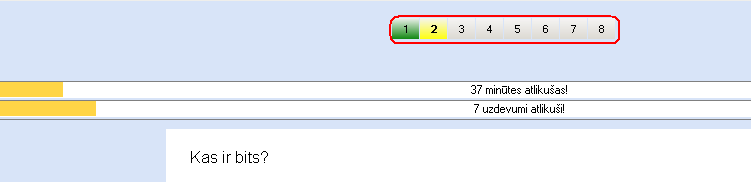 1 2 3 4 5 6 7 8
37 minūtes atlikušas!
7 uzdevumi atlikuši!
Kas ir bits?